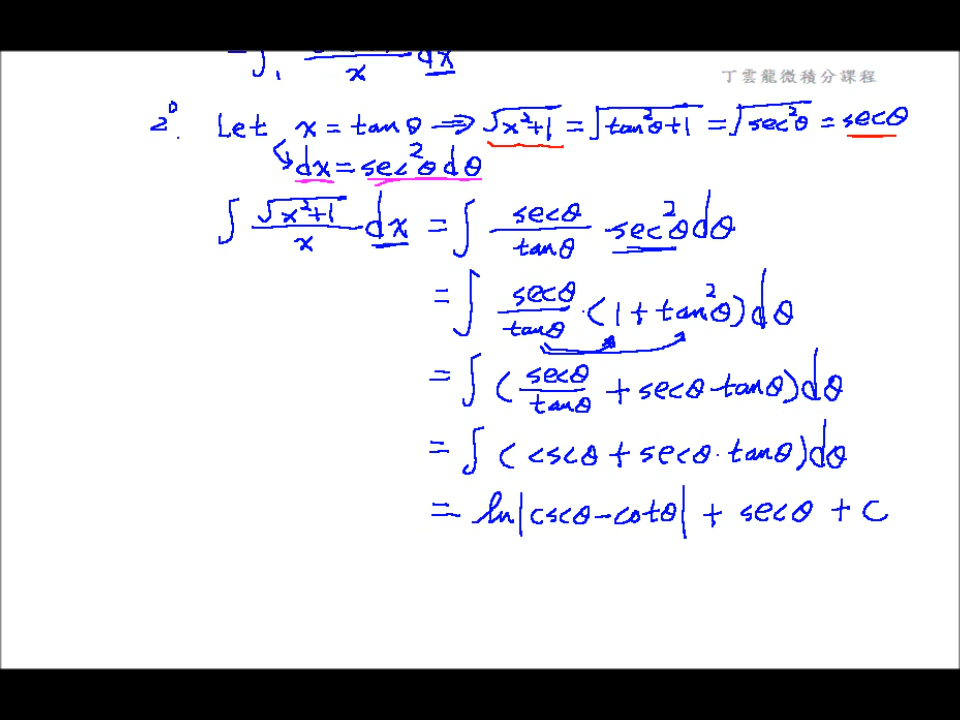 丁雲龍微積分課程
= ∫₁ x dx
2⁰. Let x = tanθ ⇒ √(x²+1) = √(tan²θ+1) = √(sec²θ) = secθ
dx = sec²θ dθ
∫ √(x²+1)/x dx = ∫ secθ/tanθ sec²θ dθ
= ∫ secθ/tanθ · (1 + tan²θ) dθ
= ∫ (secθ/tanθ + secθ · tanθ) dθ
= ∫ (cscθ + secθ · tanθ) dθ
= ln|cscθ - cotθ| + secθ + C